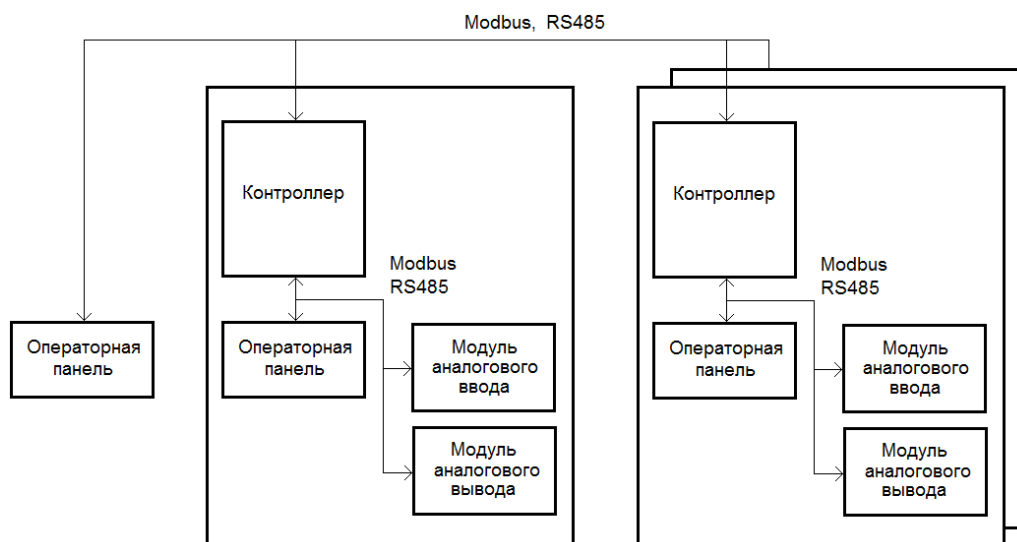 Modbus, RS485
Контроллер
Контроллер
Modbus
RS485
Modbus
RS485
Операторная
панель
Операторная
панель
Модуль
аналогового
ввода
Операторная
панель
Модуль
аналогового
ввода
Модуль
аналогового
вывода
Модуль
аналогового
вывода